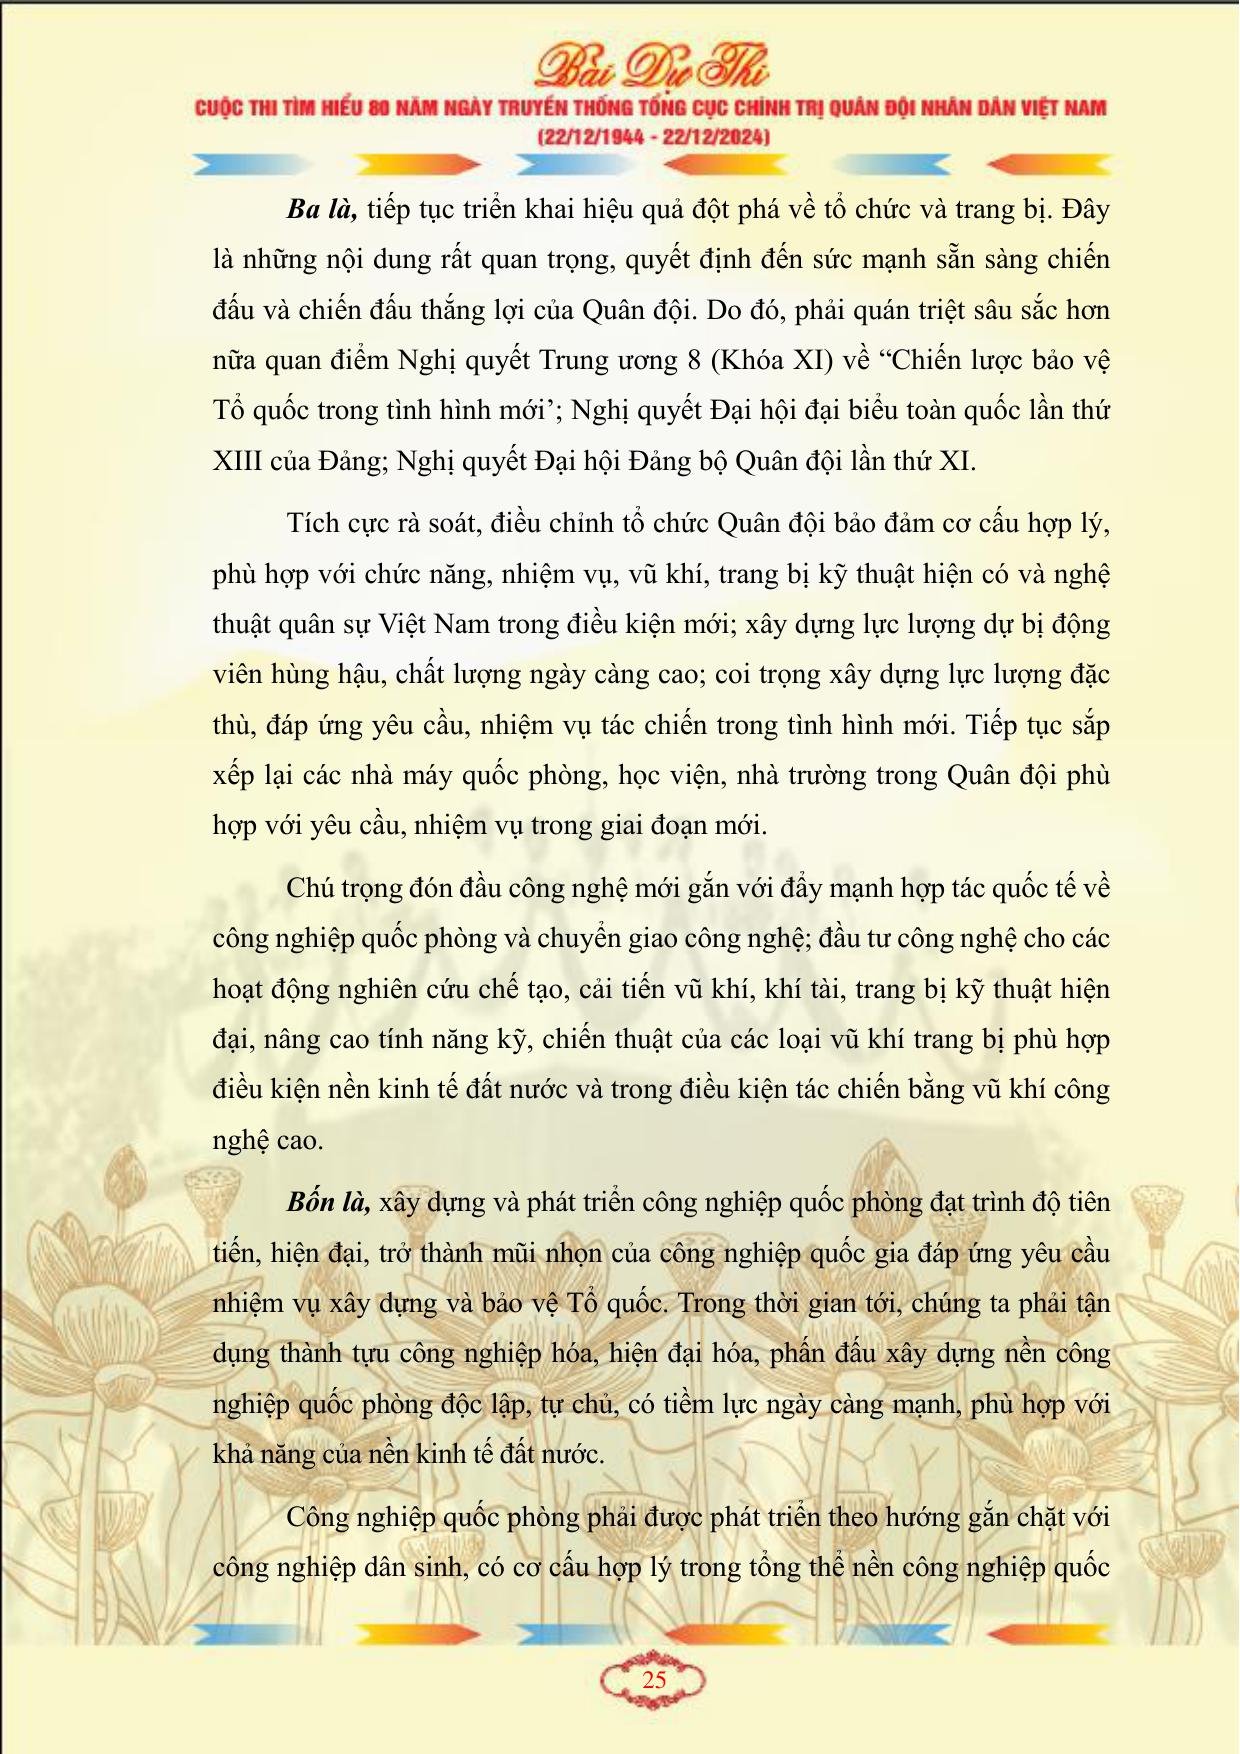 Bài Dự Thi
CUỘC THI TÌM HIỂU 80 NĂM NGÀY TRUYỀN THỐNG TỔNG CỤC CHÍNH TRỊ QUÂN ĐỘI NHÂN DÂN VIỆT NAM
(22/12/1944 - 22/12/2024)
Ba là, tiếp tục triển khai hiệu quả đột phá về tổ chức và trang bị. Đây
là những nội dung rất quan trọng, quyết định đến sức mạnh sẵn sàng chiến
đấu và chiến đấu thắng lợi của Quân đội. Do đó, phải quán triệt sâu sắc hơn
nữa quan điểm Nghị quyết Trung ương 8 (Khóa XI) về “Chiến lược bảo vệ
Tổ quốc trong tình hình mới’; Nghị quyết Đại hội đại biểu toàn quốc lần thứ
XIII của Đảng; Nghị quyết Đại hội Đảng bộ Quân đội lần thứ XI.
Tích cực rà soát, điều chỉnh tổ chức Quân đội bảo đảm cơ cấu hợp lý,
phù hợp với chức năng, nhiệm vụ, vũ khí, trang bị kỹ thuật hiện có và nghệ
thuật quân sự Việt Nam trong điều kiện mới; xây dựng lực lượng dự bị động
viên hùng hậu, chất lượng ngày càng cao; coi trọng xây dựng lực lượng đặc
thù, đáp ứng yêu cầu, nhiệm vụ tác chiến trong tình hình mới. Tiếp tục sắp
xếp lại các nhà máy quốc phòng, học viện, nhà trường trong Quân đội phù
hợp với yêu cầu, nhiệm vụ trong giai đoạn mới.
Chú trọng đón đầu công nghệ mới gắn với đẩy mạnh hợp tác quốc tế về
công nghiệp quốc phòng và chuyển giao công nghệ; đầu tư công nghệ cho các
hoạt động nghiên cứu chế tạo, cải tiến vũ khí, khí tài, trang bị kỹ thuật hiện
đại, nâng cao tính năng kỹ, chiến thuật của các loại vũ khí trang bị phù hợp
điều kiện nền kinh tế đất nước và trong điều kiện tác chiến bằng vũ khí công
nghệ cao.
Bốn là, xây dựng và phát triển công nghiệp quốc phòng đạt trình độ tiên
tiến, hiện đại, trở thành mũi nhọn của công nghiệp quốc gia đáp ứng yêu cầu
nhiệm vụ xây dựng và bảo vệ Tổ quốc. Trong thời gian tới, chúng ta phải tận
dụng thành tựu công nghiệp hóa, hiện đại hóa, phấn đấu xây dựng nền công
nghiệp quốc phòng độc lập, tự chủ, có tiềm lực ngày càng mạnh, phù hợp với
khả năng của nền kinh tế đất nước.
Công nghiệp quốc phòng phải được phát triển theo hướng gắn chặt với
công nghiệp dân sinh, có cơ cấu hợp lý trong tổng thể nền công nghiệp quốc
25